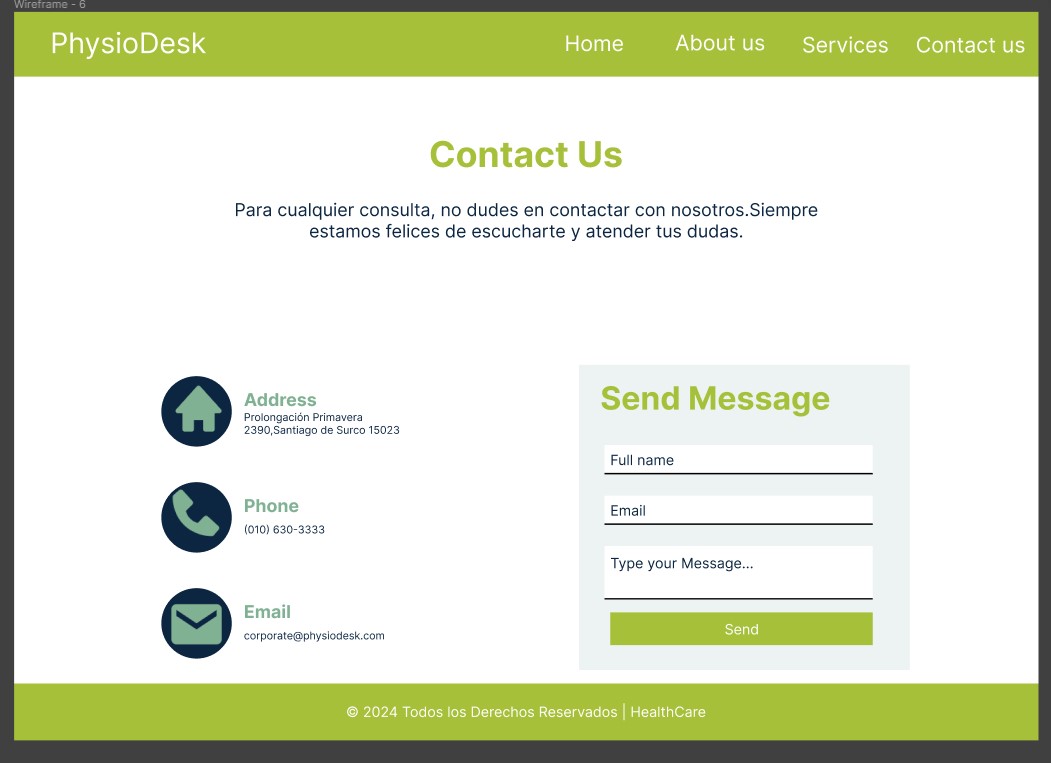 Wireframe - 6
PhysioDesk
Home
About us
Services
Contact us
Contact Us
Para cualquier consulta, no dudes en contactar con nosotros.Siempre
estamos felices de escucharte y atender tus dudas.
Address
Prolongación Primavera
2390,Santiago de Surco 15023
Phone
(010) 630-3333
Email
corporate@physiodesk.com
Send Message
Full name
Email
Type your Message...
Send
© 2024 Todos los Derechos Reservados | HealthCare